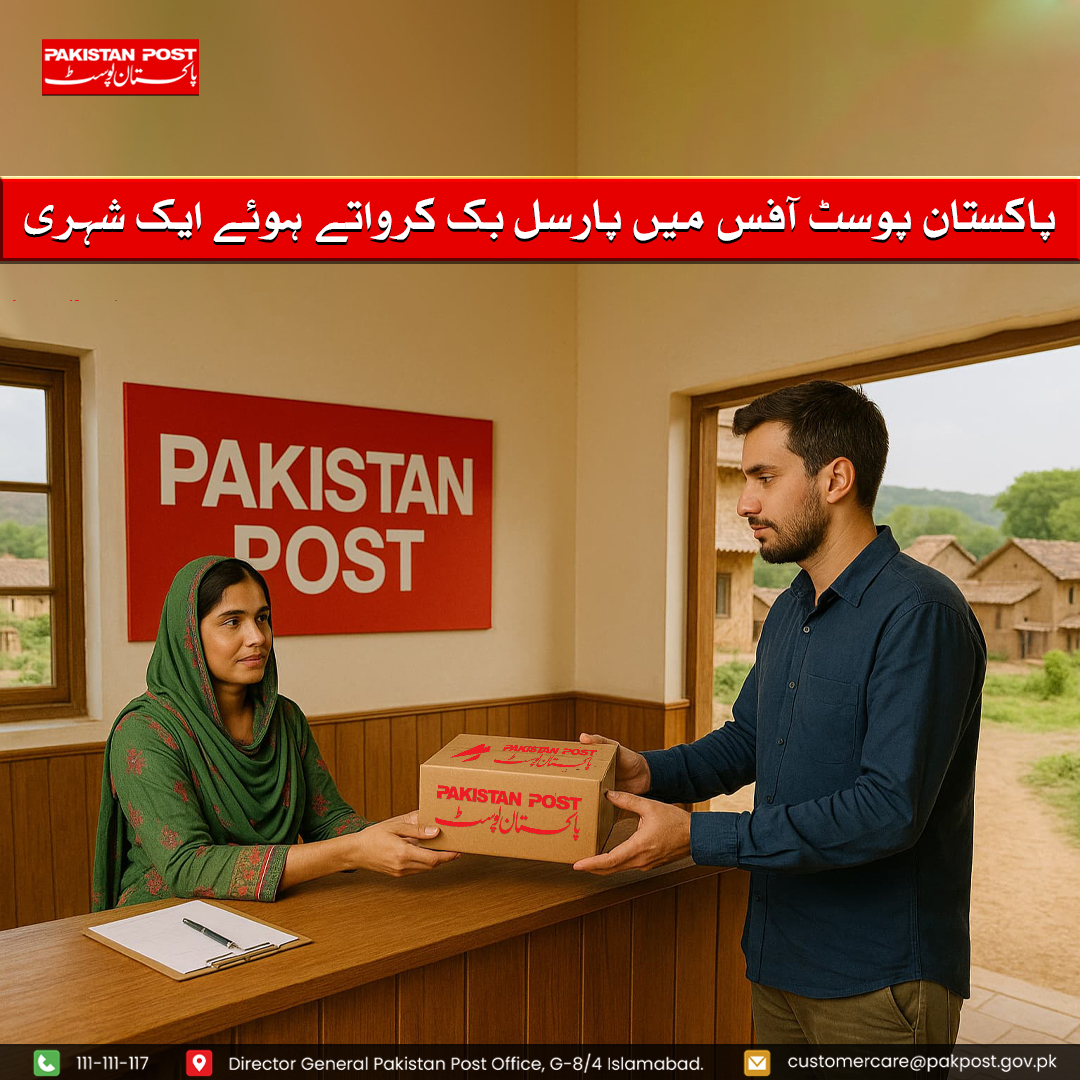 PAKISTAN POST
پاکستان پوسٹ
پاکستان پوسٹ آفس میں پارسل بک کرواتے ہوئے ایک شہری
PAKISTAN
POST
PAKISTAN POST
پاکستان پوسٹ
PAKISTAN POST
پاکستان پوسٹ
111-111-117
Director General Pakistan Post Office, G-8/4 Islamabad.
customercare@pakpost.gov.pk